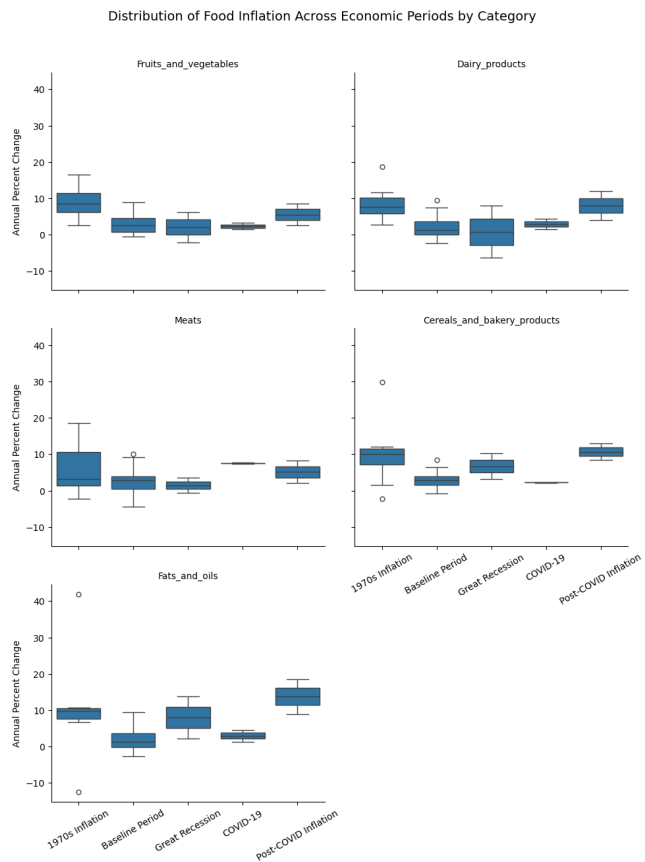 Distribution of Food Inflation Across Economic Periods by Category
Fruits_and_vegetables
Annual Percent Change
40
30
20
10
0
−10
Dairy_products
Meats
Annual Percent Change
40
30
20
10
0
−10
Cereals_and_bakery_products
1970s Inflation
Baseline Period
Great Recession
COVID-19
Post-COVID Inflation
Fats_and_oils
Annual Percent Change
40
30
20
10
0
−10
1970s Inflation
Baseline Period
Great Recession
COVID-19
Post-COVID Inflation